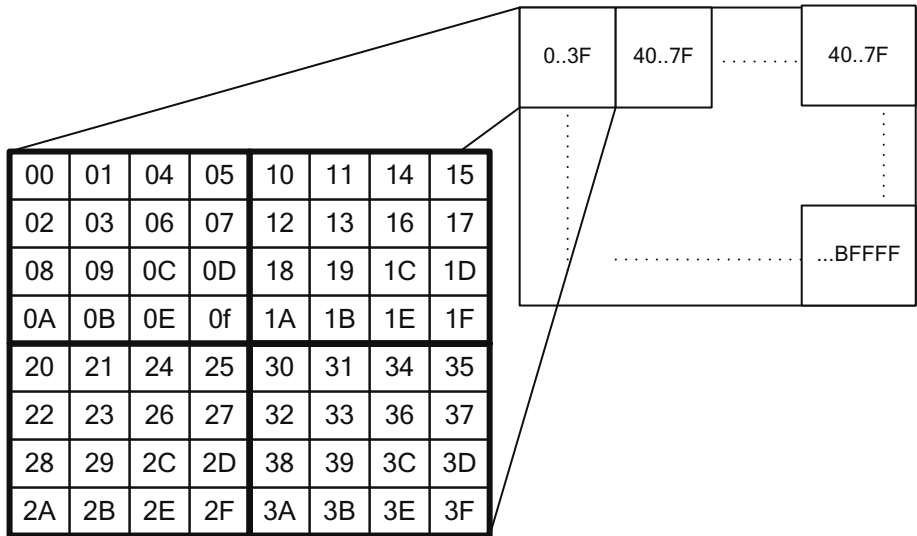 0..3F 40..7F ........ 40..7F
...BFFFF
00 01 04 05 10 11 14 15
02 03 06 07 12 13 16 17
08 09 0C 0D 18 19 1C 1D
0A 0B 0E 0f 1A 1B 1E 1F
20 21 24 25 30 31 34 35
22 23 26 27 32 33 36 37
28 29 2C 2D 38 39 3C 3D
2A 2B 2E 2F 3A 3B 3E 3F